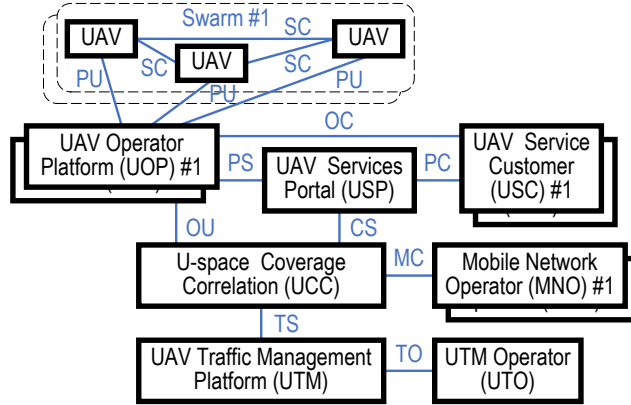 Swarm #1
SC
UAV
UAV
SC
UAV
SC
PU
PU
PU
OC
UAV Operator
Platform (UOP) #1
PS
UAV Services
Portal (USP)
PC
UAV Service
Customer
(USC) #1
OU
CS
U-space Coverage
Correlation (UCC)
MC
Mobile Network
Operator (MNO) #1
TS
UAV Traffic Management
Platform (UTM)
TO
UTM Operator
(UTO)